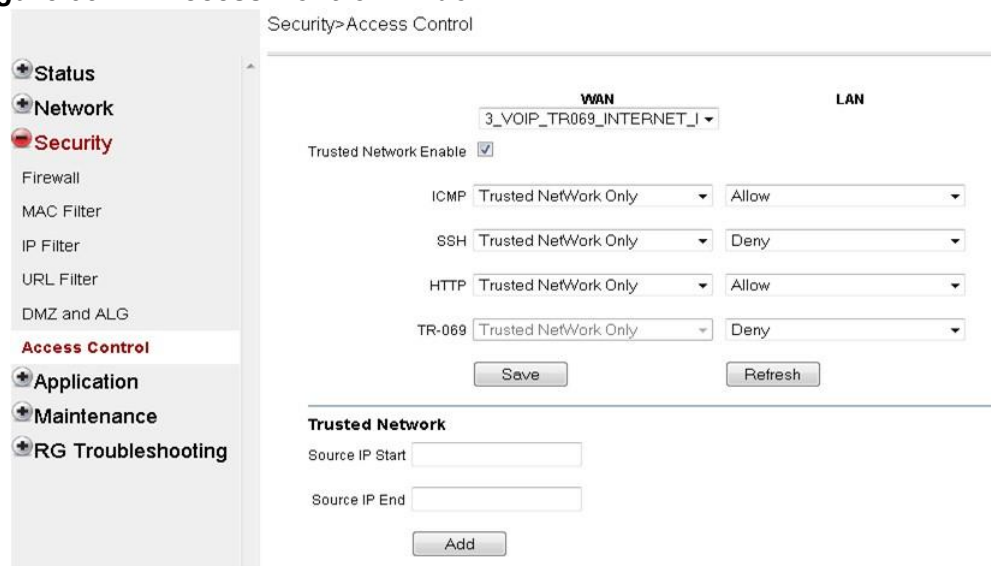 Security>Access Control
Status
Network
Security
Firewall
MAC Filter
IP Filter
URL Filter
DMZ and ALG
Access Control
Application
Maintenance
RG Troubleshooting
WAN LAN
3_VOIP_TR069_INTERNET_
Trusted Network Enable
ICMP Trusted NetWork Only Allow
SSH Trusted NetWork Only Deny
HTTP Trusted NetWork Only Allow
TR-069 Trusted NetWork Only Deny
Save Refresh
Trusted Network
Source IP Start
Source IP End
Add